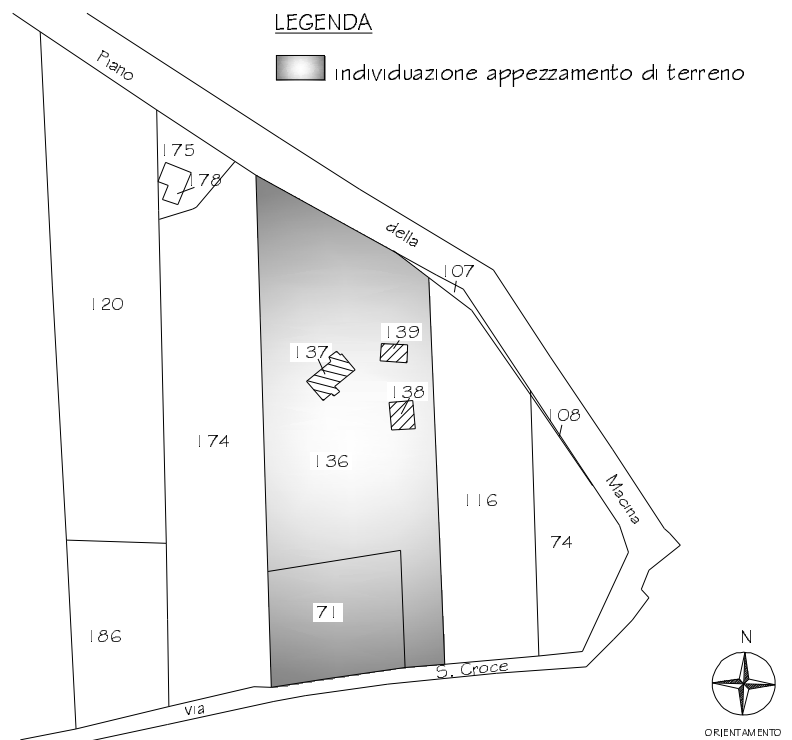 LEGENDA
individuazione appezzamento di terreno
Piano
175
178
della
107
120
139
137
138
108
174
136
116
Macina
74
71
186
S. Croce
via
N
ORIENTAMENTO